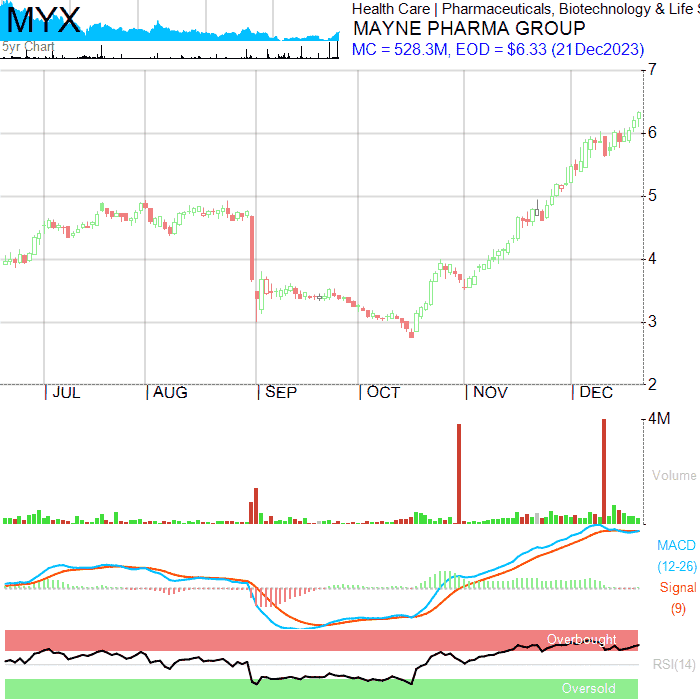 MYX
5yr Chart
Health Care | Pharmaceuticals, Biotechnology & Life
MAYNE PHARMA GROUP
MC = 528.3M, EOD = $6.33 (21Dec2023)
7
6
5
4
3
2
JUL AUG SEP OCT NOV DEC
4M
Volume
MACD
(12-26)
Signal
(9)
Overbought
RSI(14)
Oversold